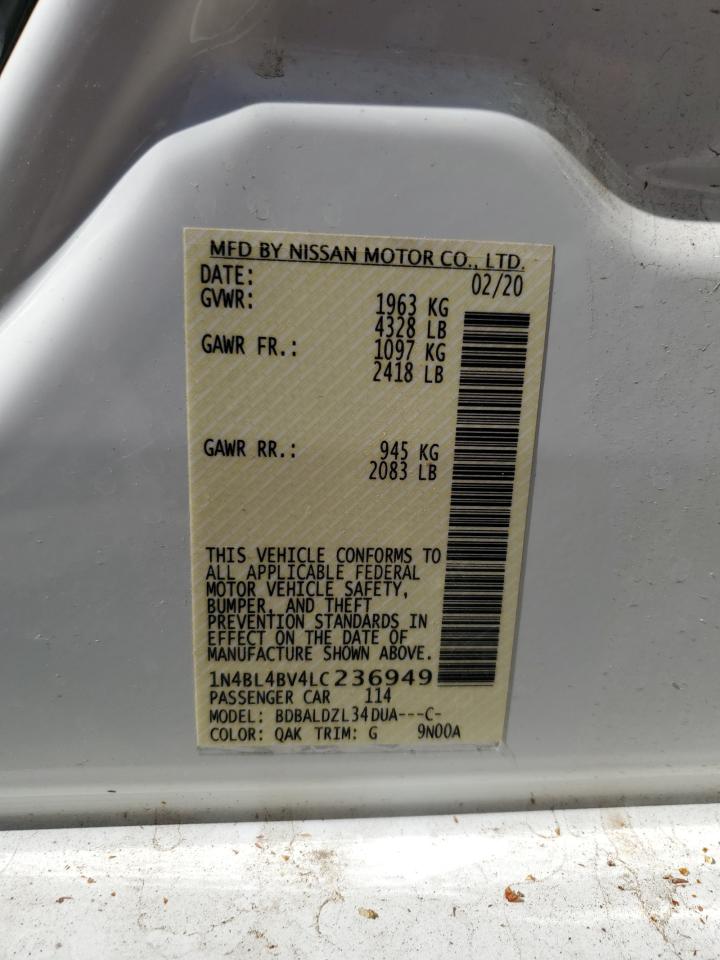 MFD BY NISSAN MOTOR CO., LTD.
DATE: 02/20
GVWR: 1963 KG
4328 LB
GAWR FR.: 1097 KG
2418 LB
GAWR RR.: 945 KG
2083 LB
THIS VEHICLE CONFORMS TO
ALL APPLICABLE FEDERAL
MOTOR VEHICLE SAFETY,
BUMPER, AND THEFT
PREVENTION STANDARDS IN
EFFECT ON THE DATE OF
MANUFACTURE SHOWN ABOVE.
1N4BL4BV4LC236949
PASSENGER CAR 114
MODEL: BDBALDZL34DUA---C-
COLOR: QAK TRIM: G 9N00A